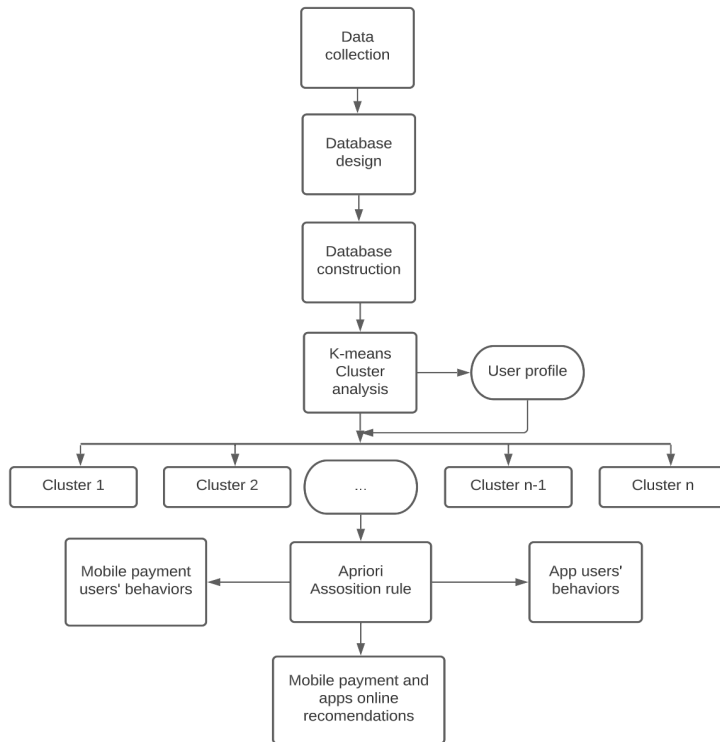 Data
collection
Database
design
Database
construction
K-means
Cluster
analysis
User profile
Cluster 1
Cluster 2
...
Cluster n-1
Cluster n
Mobile payment
users' behaviors
Apriori
Assosition rule
App users'
behaviors
Mobile payment and
apps online
recomendations